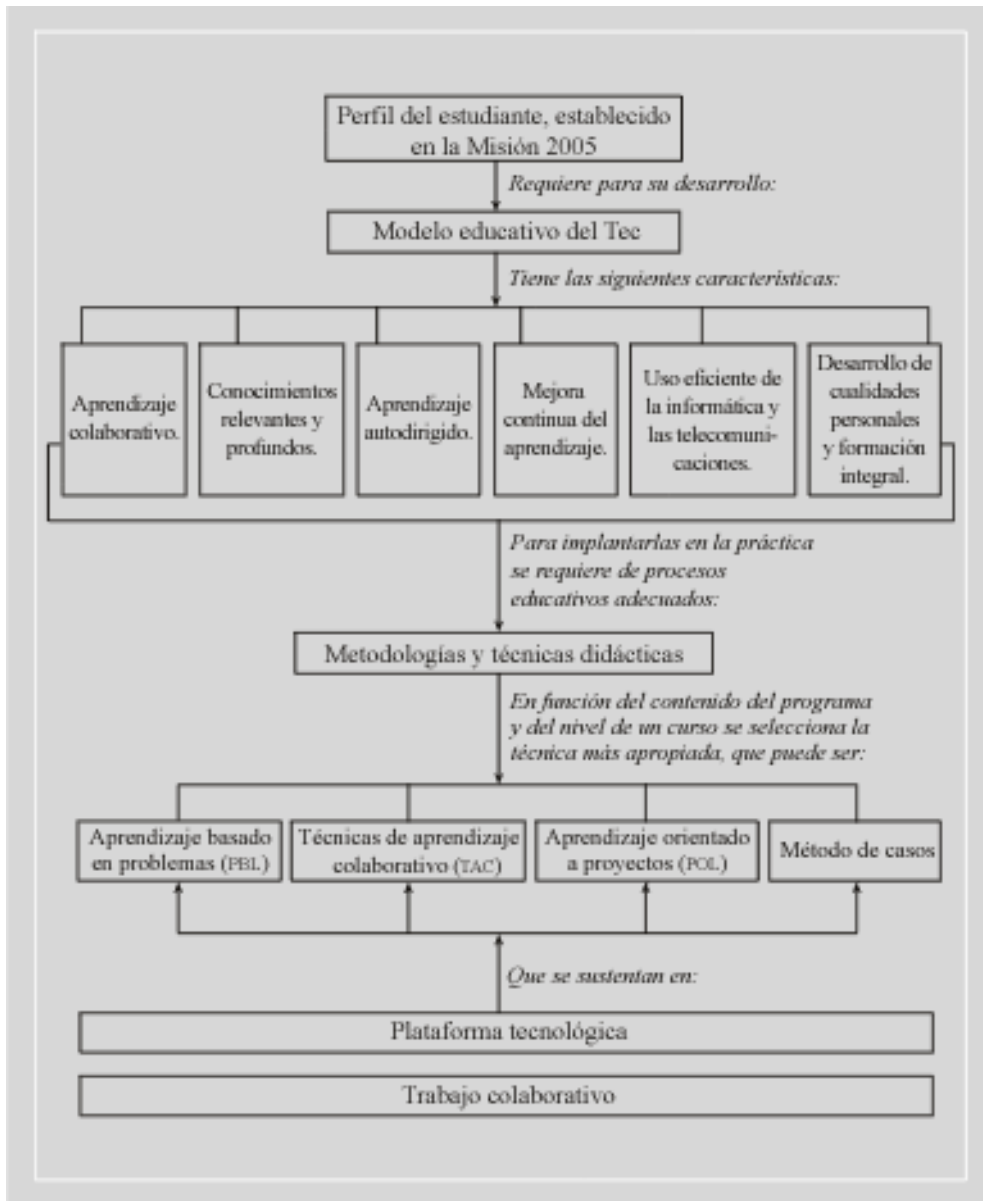 Perfil del estudiante, establecido
en la Misión 2005
Requiere para su desarrollo:
Modelo educativo del Tec
Tiene las siguientes características:
Aprendizaje
colaborativo.
Conocimientos
relevantes y
profundos.
Aprendizaje
autodirigido.
Mejora
continua del
aprendizaje.
Uso eficiente de
la informática y
las telecomuni-
caciones.
Desarrollo de
cualidades
personales
y formación
integral.
Para implantarlas en la práctica
se requiere de procesos
educativos adecuados:
Metodologías y técnicas didácticas
En función del contenido del programa
y del nivel de un curso se selecciona la
técnica más apropiada, que puede ser:
Aprendizaje basado
en problemas (PBL)
Técnicas de aprendizaje
colaborativo (TAC)
Aprendizaje orientado
a proyectos (POL)
Método de casos
Que se sustentan en:
Plataforma tecnológica
Trabajo colaborativo